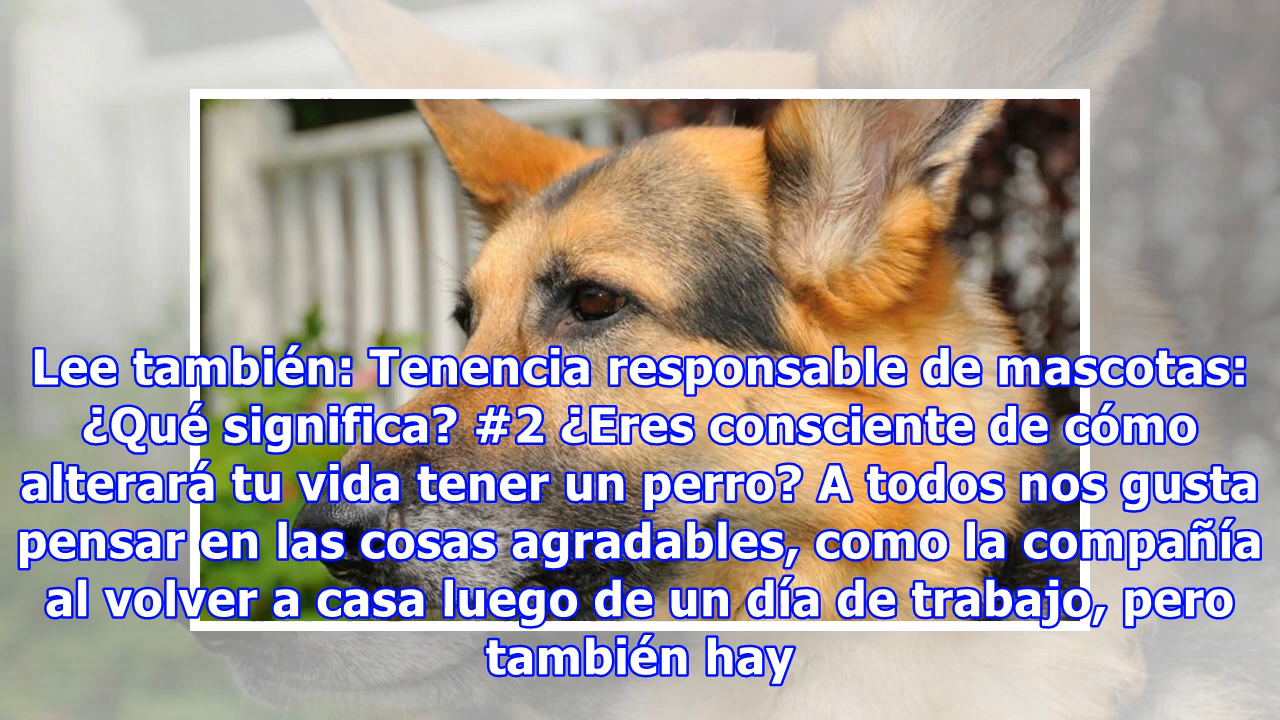 Lee también: Tenencia responsable de mascotas:
¿Qué significa? #2 ¿Eres consciente de cómo
alterará tu vida tener un perro? A todos nos gusta
pensar en las cosas agradables, como la compañía
al volver a casa luego de un día de trabajo, pero
también hay